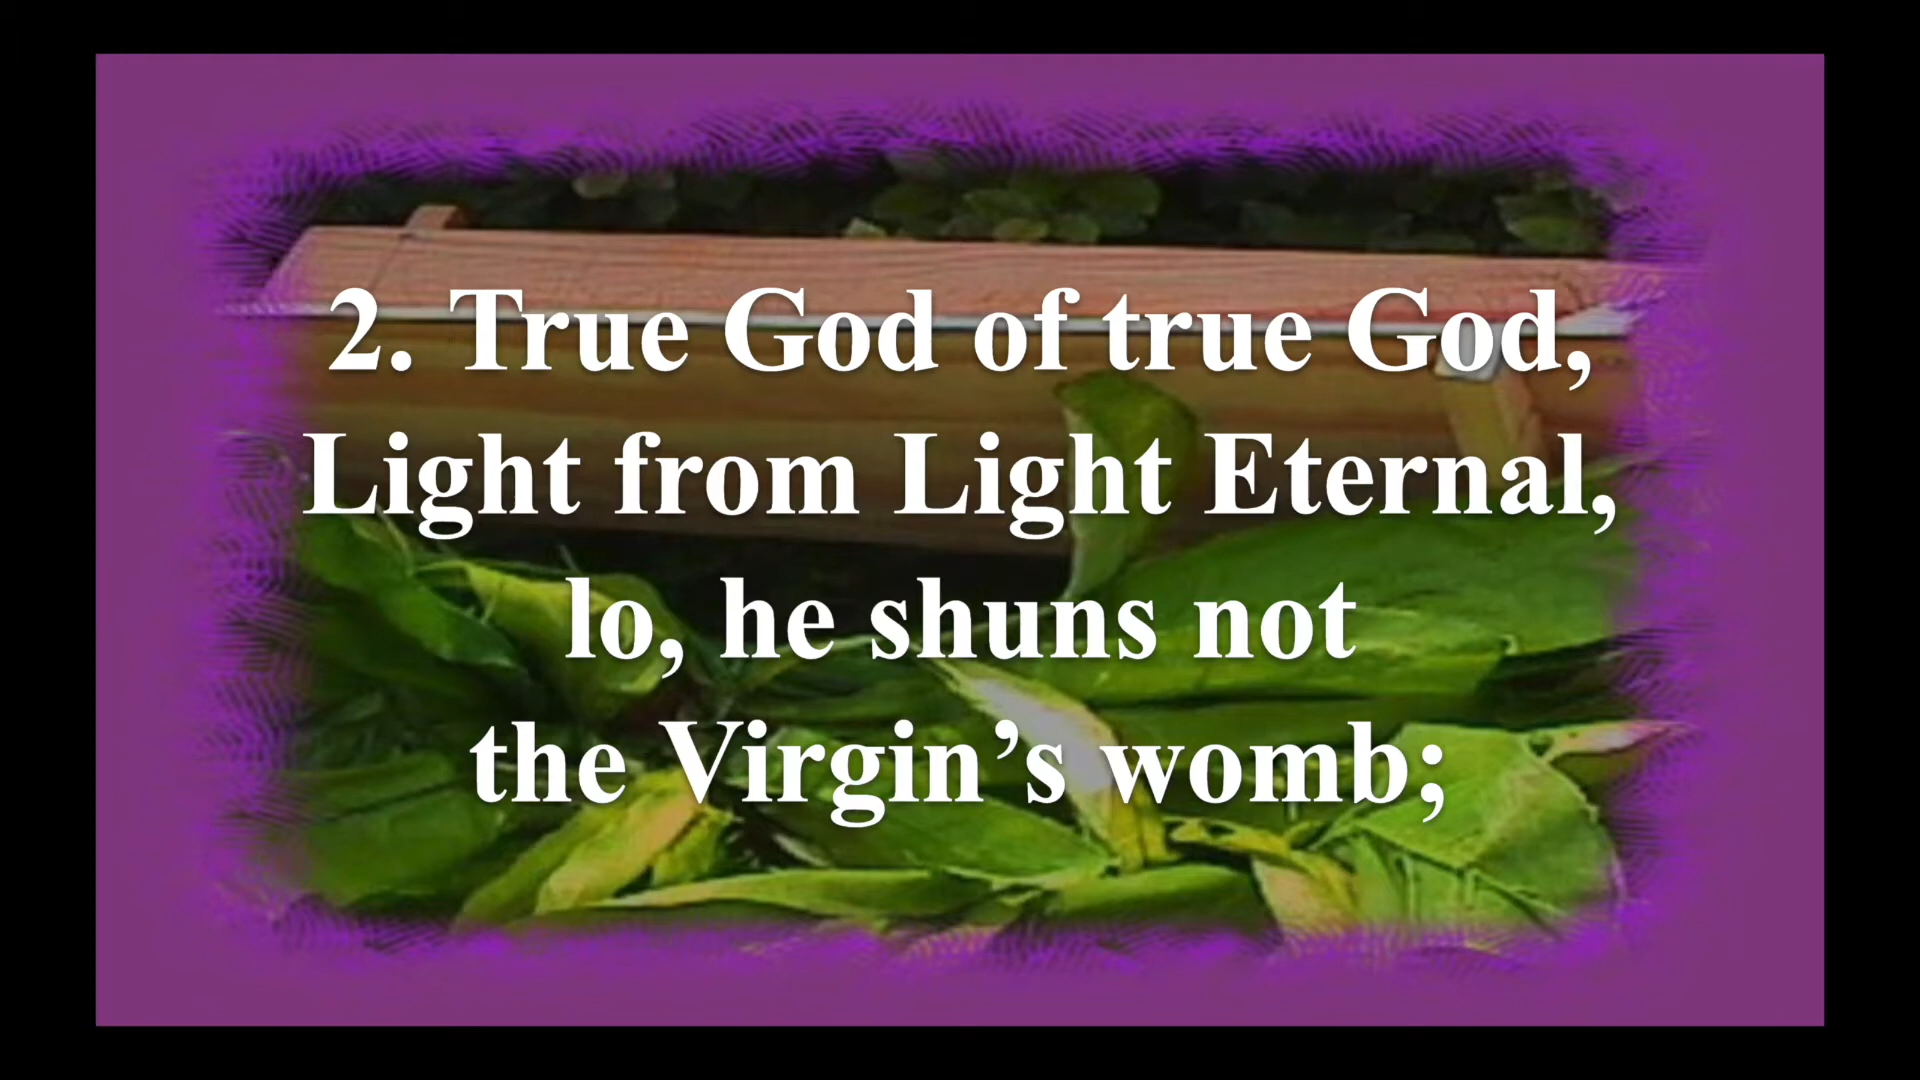 2. True God of true God,
Light from Light Eternal,
lo, he shuns not
the Virgin’s womb;